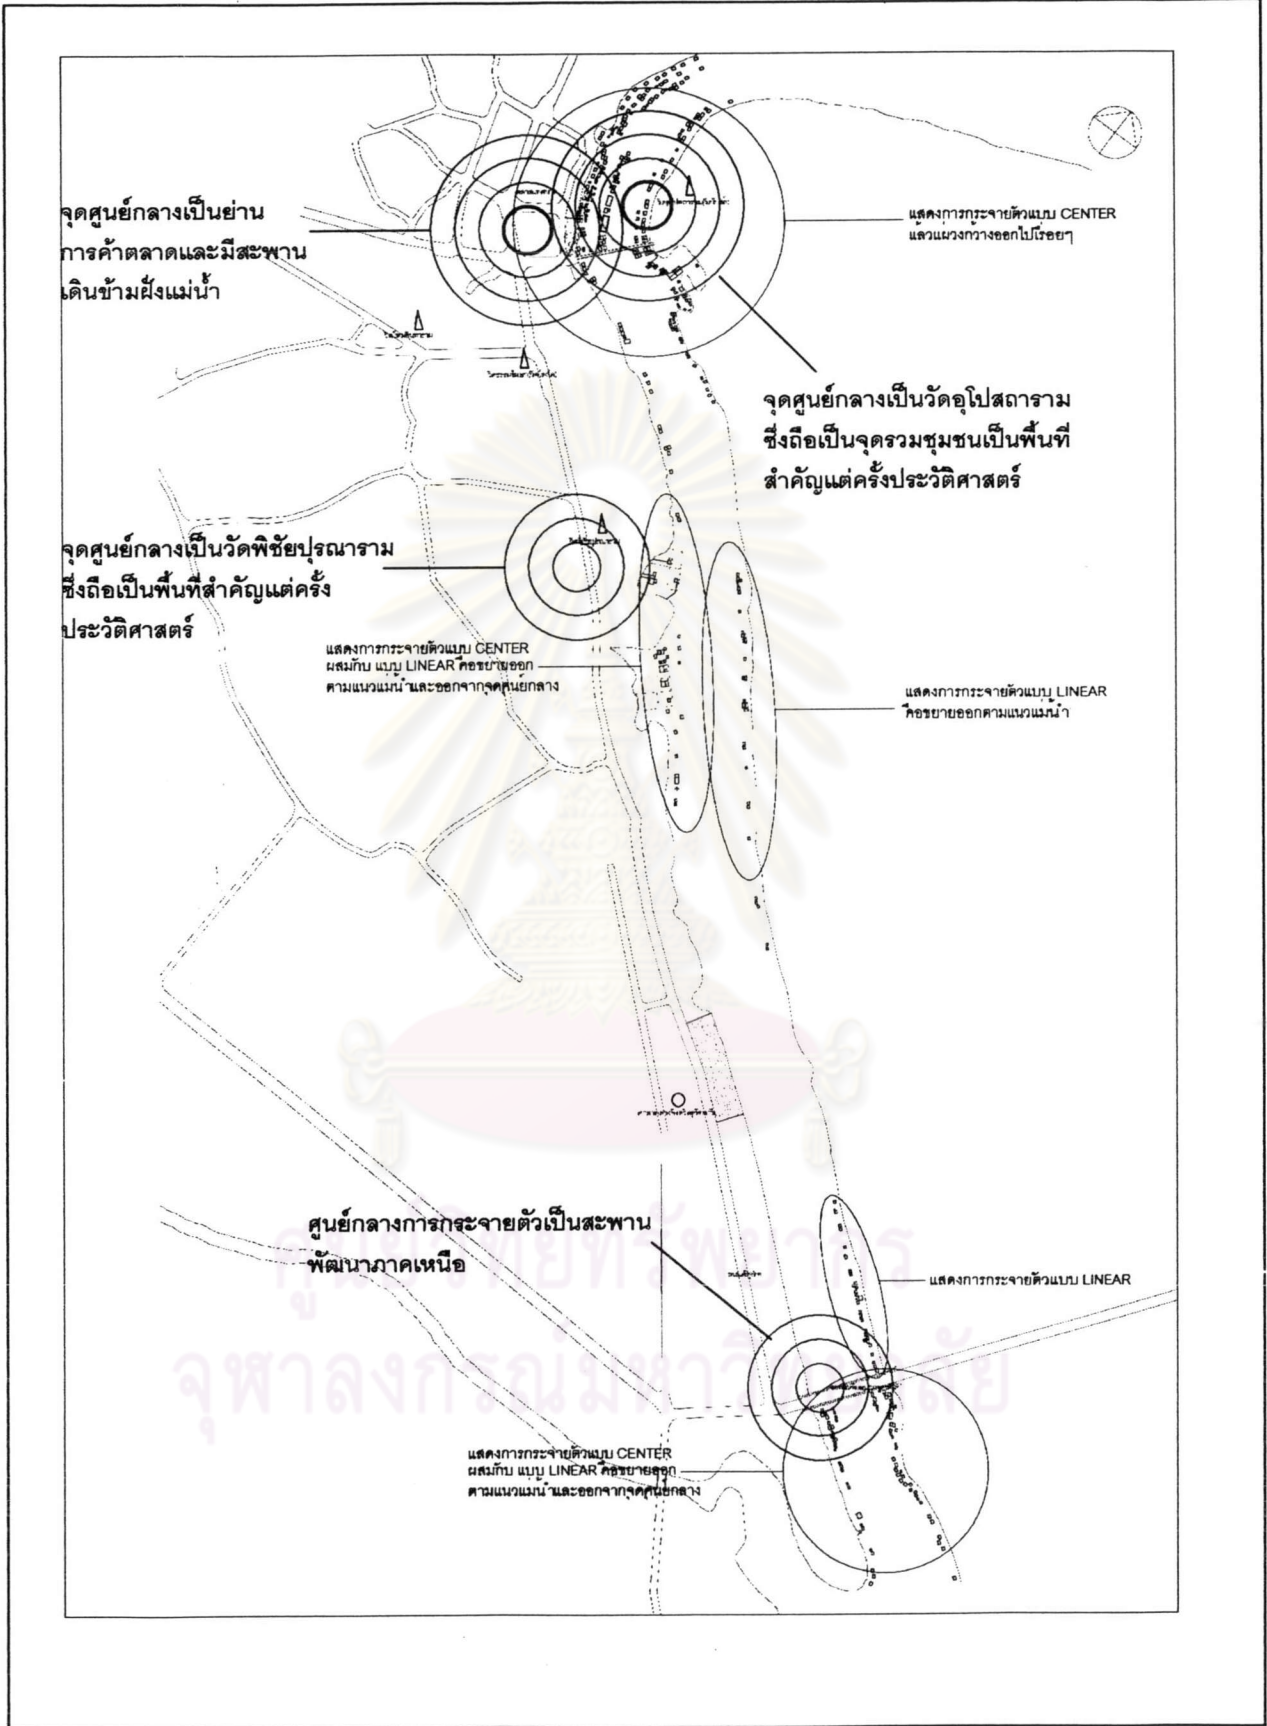 จุดศูนย์กลางเป็นย่าน
การค้าตลาดและมีสะพาน
เดินข้ามฝั่งแม่น้ำ
แสดงการกระจายตัวแบบ CENTER
แล้วแผ่วงกว้างออกไปเรื่อยๆ
จุดศูนย์กลางเป็นวัดอุโปสถาราม
ซึ่งถือเป็นจุดรวมชุมชนเป็นพื้นที่
สำคัญแต่ครั้งประวัติศาสตร์
จุดศูนย์กลางเป็นวัดพิชัยปุรณาราม
ซึ่งถือเป็นพื้นที่สำคัญแต่ครั้ง
ประวัติศาสตร์
แสดงการกระจายตัวแบบ CENTER
ผสมกับ แบบ LINEAR คือขยายออก
ตามแนวแม่น้ำและออกจากจุดศูนย์กลาง
แสดงการกระจายตัวแบบ LINEAR
คือขยายออกตามแนวแม่น้ำ
ศูนย์กลางการกระจายตัวเป็นสะพาน
พัฒนาภาคเหนือ
แสดงการกระจายตัวแบบ LINEAR
แสดงการกระจายตัวแบบ CENTER
ผสมกับ แบบ LINEAR คือขยายออก
ตามแนวแม่น้ำและออกจากจุดศูนย์กลาง
ศูนย์วิทยทรัพยากร
จุฬาลงกรณ์มหาวิทยาลัย